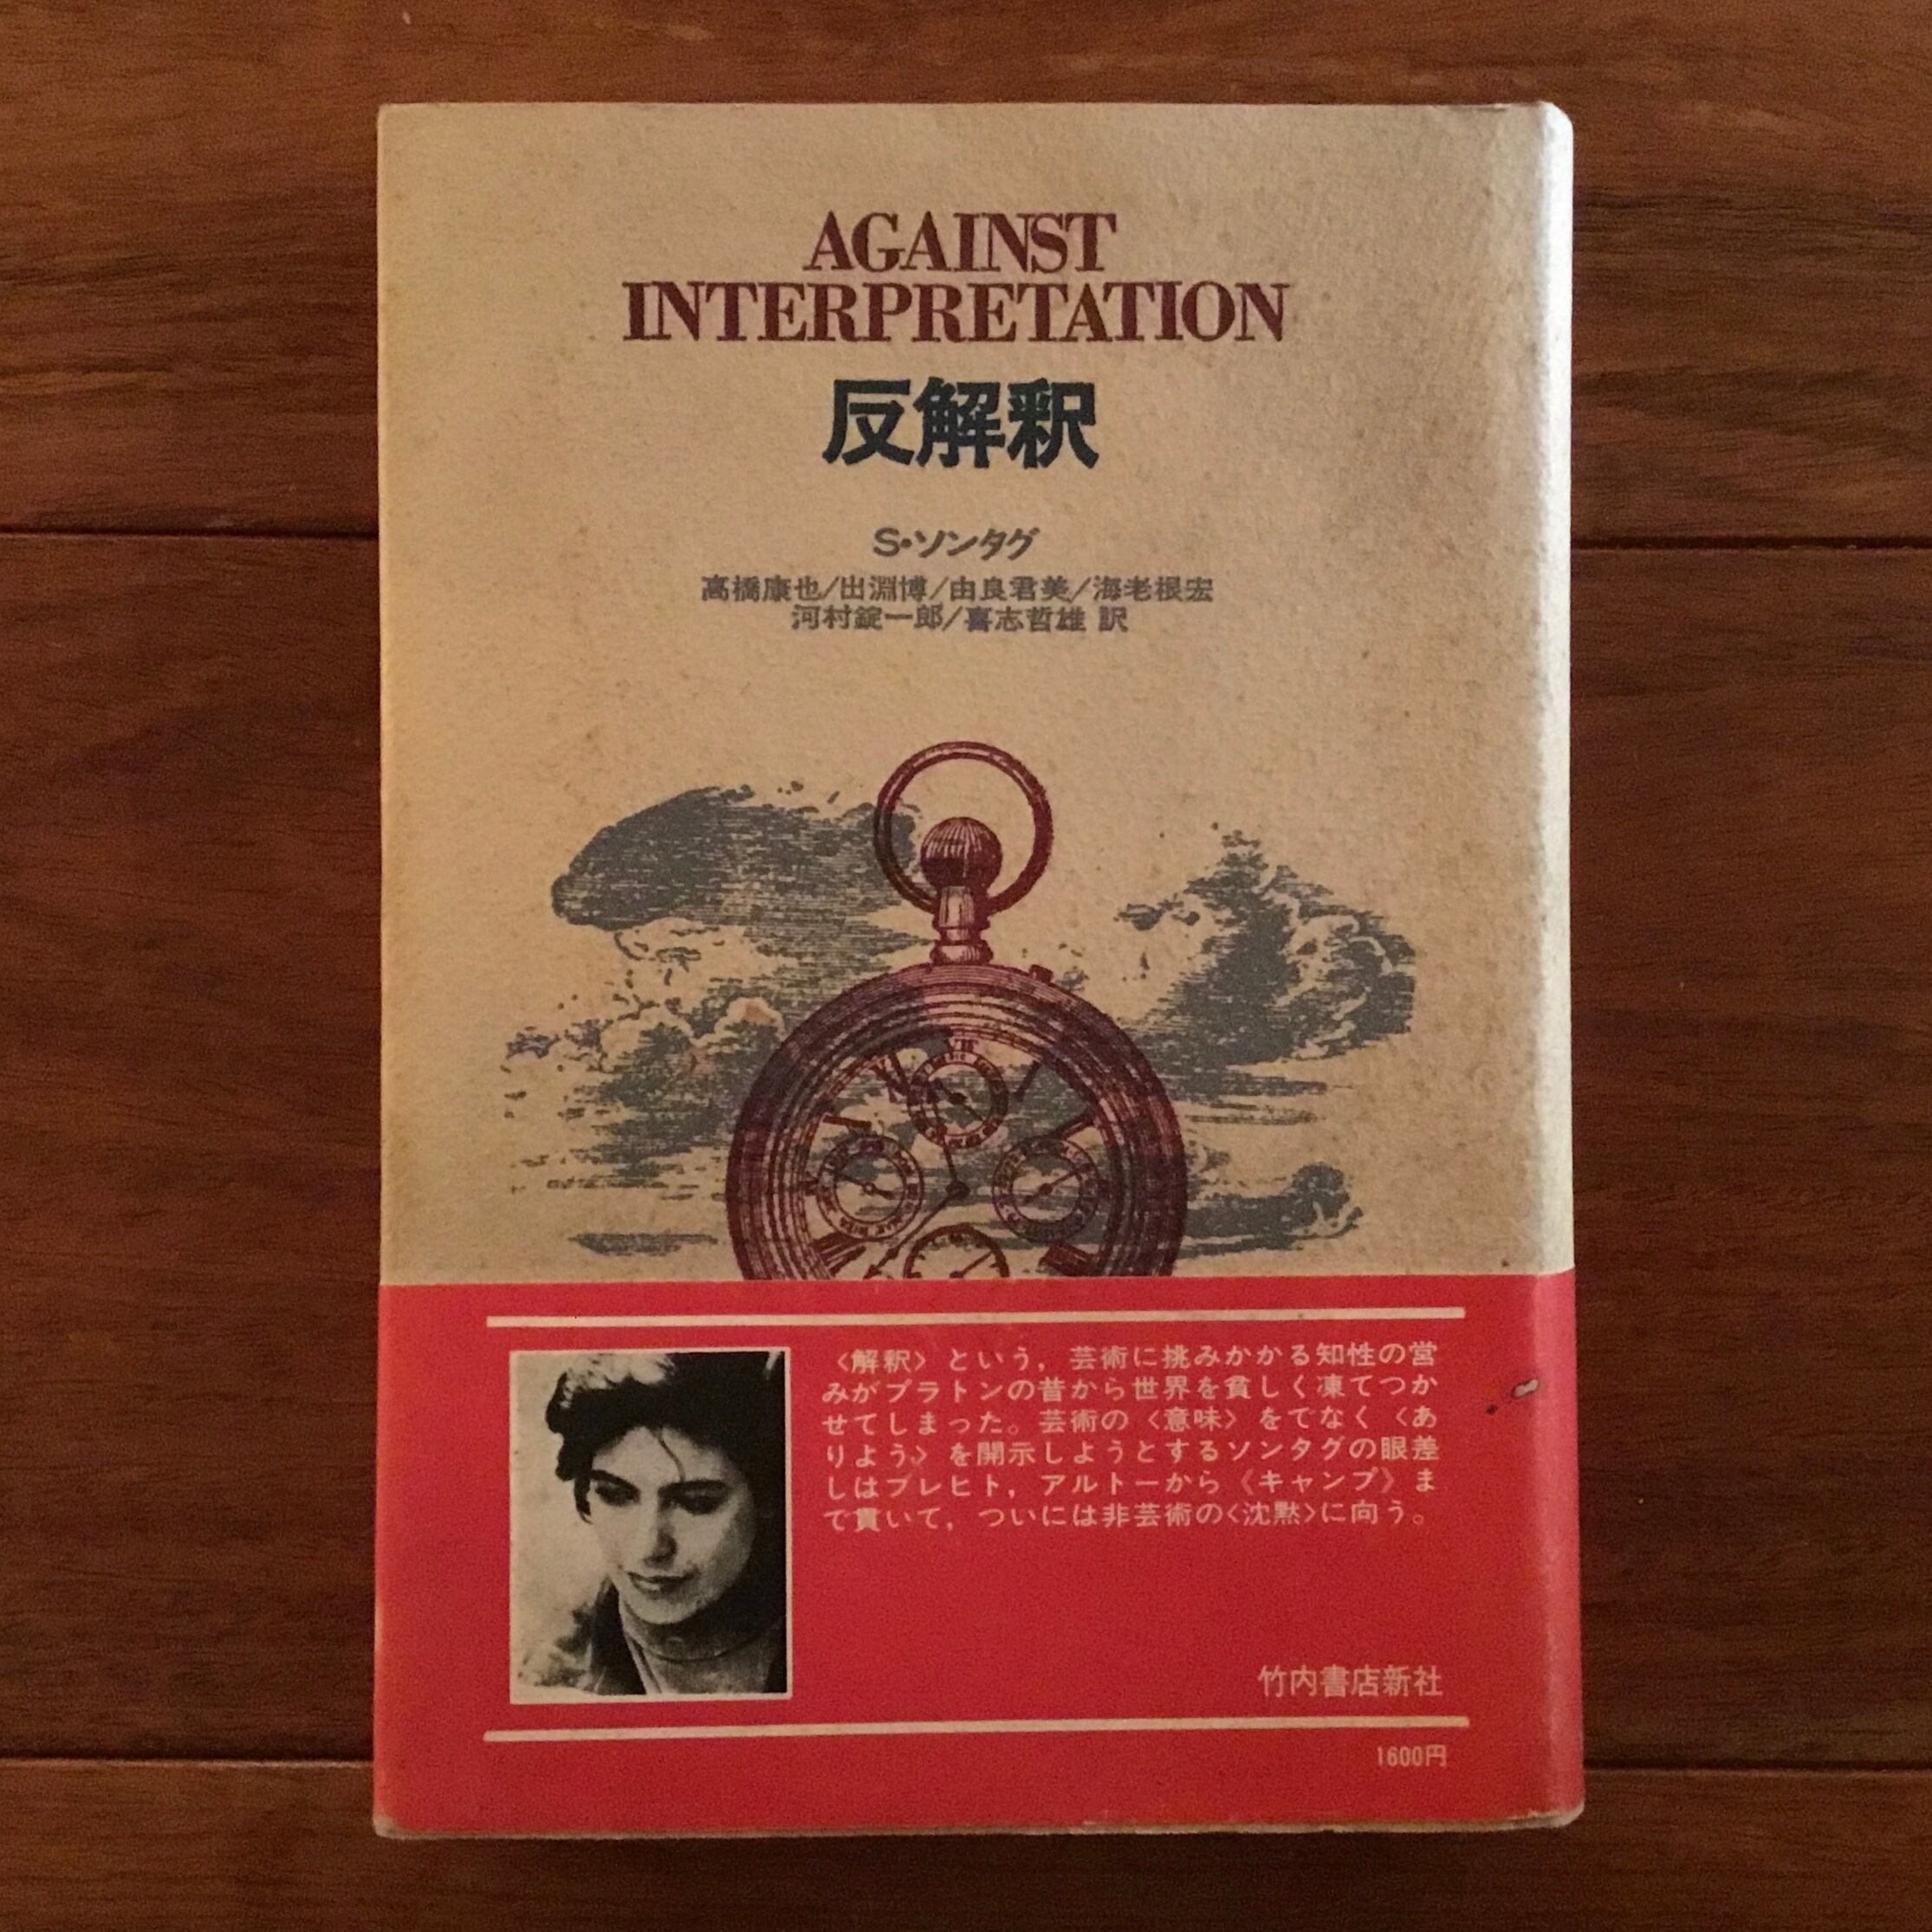 AGAINST
INTERPRETATION
反解釈
S・ソンタグ
高橋康也/出淵博/由良君美/海老根宏
河村錠一郎/喜志哲雄 訳
〈解釈〉という，芸術に挑みかかる知性の営
みがプラトンの昔から世界を貧しく凍てつか
せてしまった。芸術の〈意味〉をでなく〈あ
りよう〉を開示しようとするソンタグの眼差
しはブレヒト，アルトーから《キャンプ》ま
で貫いて，ついには非芸術の〈沈黙〉に向う。
竹内書店新社
1600円